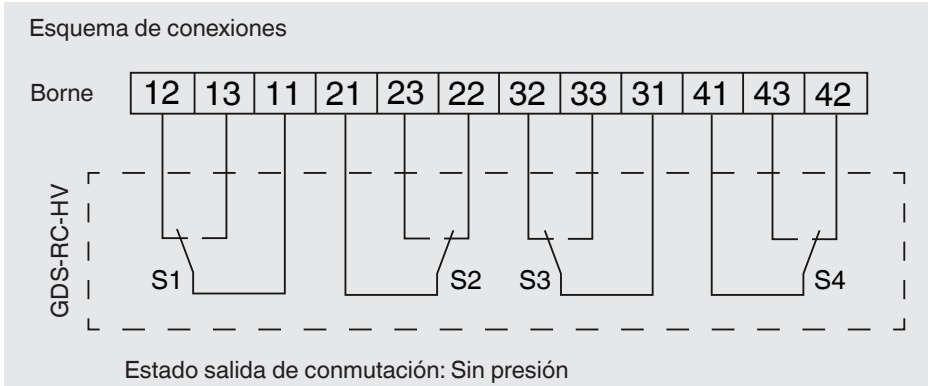 Esquema de conexiones
Borne 12 13 11 21 23 22 32 33 31 41 43 42
GDS-RC-HV
S1 S2 S3 S4
Estado salida de conmutación: Sin presión